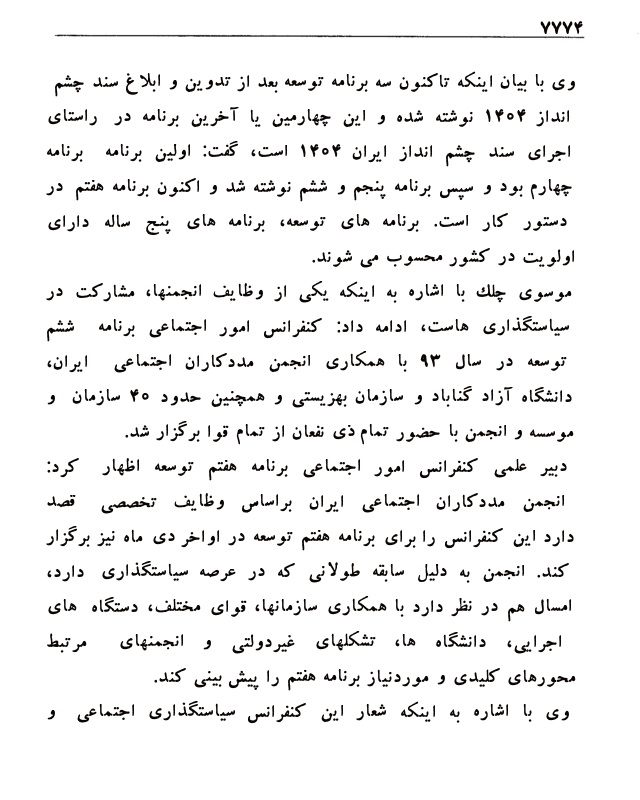 ۷۷۷۴
وی با بیان اینکه تاکنون سه برنامه توسعه بعد از تدوین و ابلاغ سند چشم
انداز ۱۴۰۴ نوشته شده و این چهارمین یا آخرین برنامه در راستای
اجرای سند چشم انداز ایران ۱۴۰۴ است، گفت: اولین برنامه برنامه
چهارم بود و سپس برنامه پنجم و ششم نوشته شد و اکنون برنامه هفتم در
دستور کار است. برنامه های توسعه، برنامه های پنج ساله دارای
اولویت در کشور محسوب می شوند.
موسوی چلك با اشاره به اینکه یکی از وظایف انجمنها، مشارکت در
سیاستگذاری هاست، ادامه داد: کنفرانس امور اجتماعی برنامه ششم
توسعه در سال ۹۳ با همکاری انجمن مددکاران اجتماعی ایران،
دانشگاه آزاد گناباد و سازمان بهزیستی و همچنین حدود ۴۰ سازمان و
موسسه و انجمن با حضور تمام ذی نفعان از تمام قوا برگزار شد.
دبیر علمی کنفرانس امور اجتماعی برنامه هفتم توسعه اظهار کرد:
انجمن مددکاران اجتماعی ایران براساس وظایف تخصصی قصد
دارد این کنفرانس را برای برنامه هفتم توسعه در اواخر دی ماه نیز برگزار
کند. انجمن به دلیل سابقه طولانی که در عرصه سیاستگذاری دارد،
امسال هم در نظر دارد با همکاری سازمانها، قوای مختلف، دستگاه های
اجرایی، دانشگاه ها، تشکلهای غیردولتی و انجمنهای مرتبط
محورهای کلیدی و موردنیاز برنامه هفتم را پیش بینی کند.
وی با اشاره به اینکه شعار این کنفرانس سیاستگذاری اجتماعی و